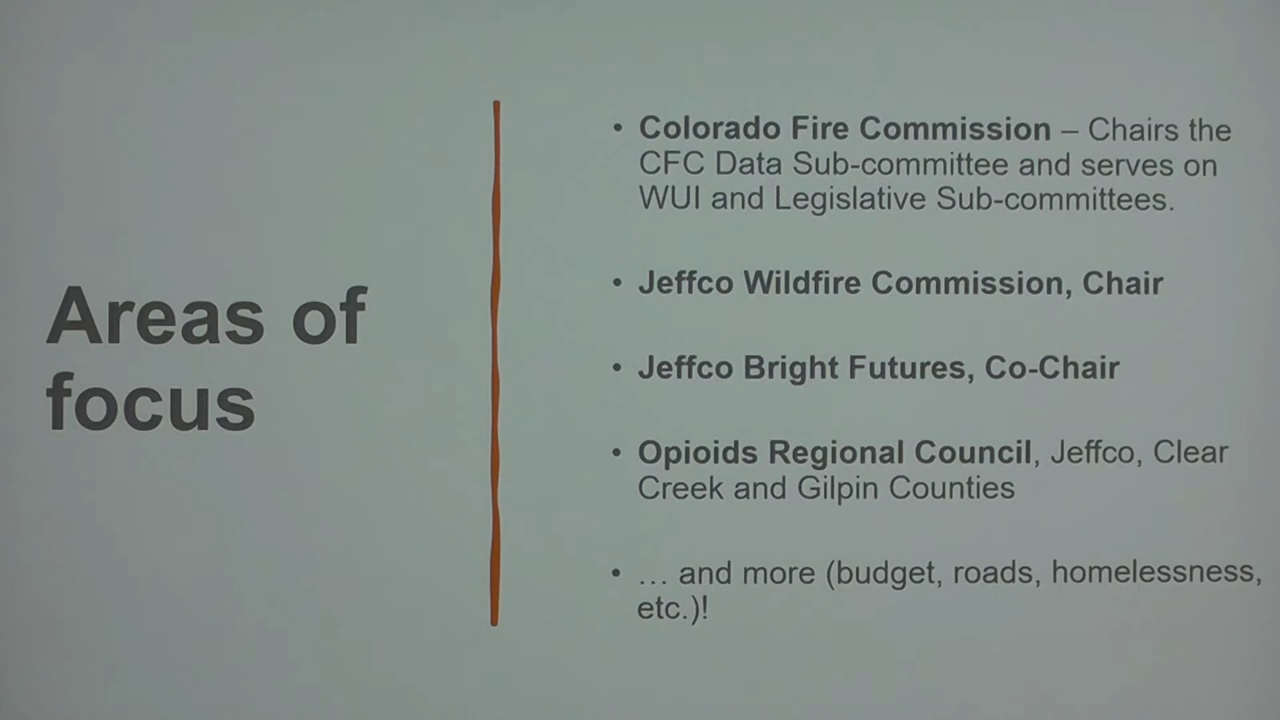 Areas of
focus
• Colorado Fire Commission – Chairs the
CFC Data Sub-committee and serves on
WUI and Legislative Sub-committees.
• Jeffco Wildfire Commission, Chair
• Jeffco Bright Futures, Co-Chair
• Opioids Regional Council, Jeffco, Clear
Creek and Gilpin Counties
• … and more (budget, roads, homelessness,
etc.)!